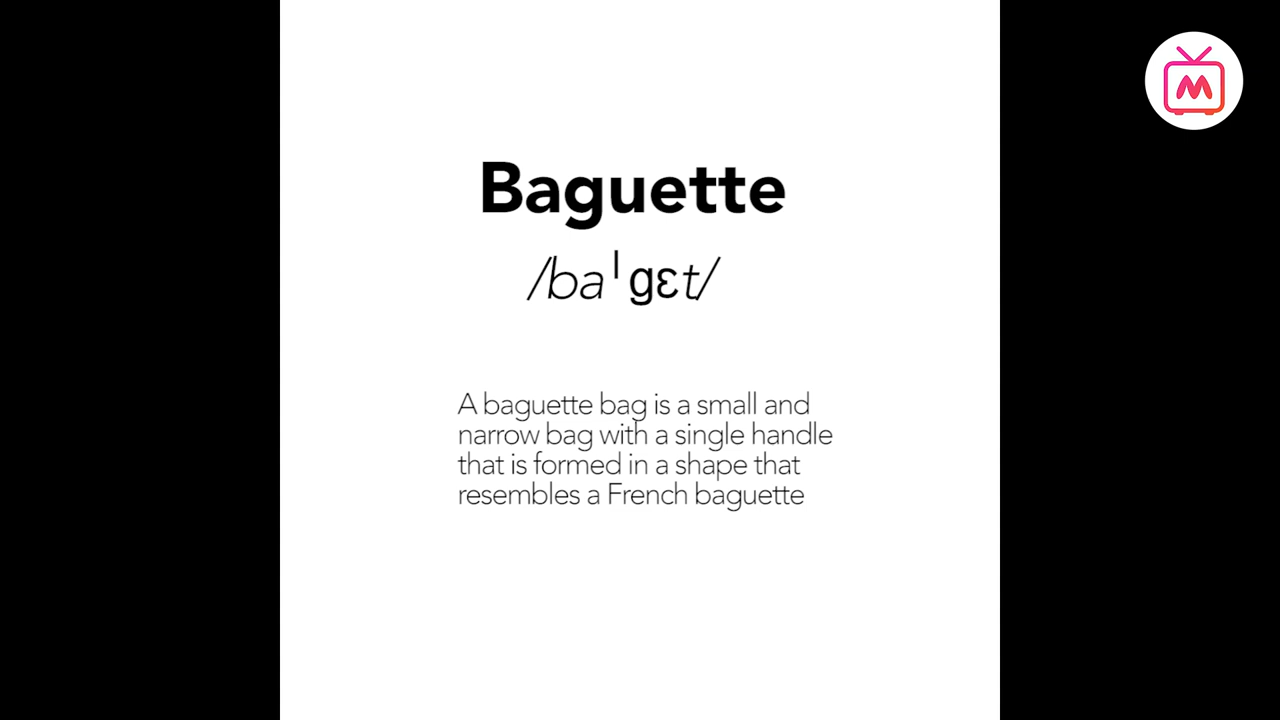 Baguette
/baˈgɛt/
A baguette bag is a small and
narrow bag with a single handle
that is formed in a shape that
resembles a French baguette